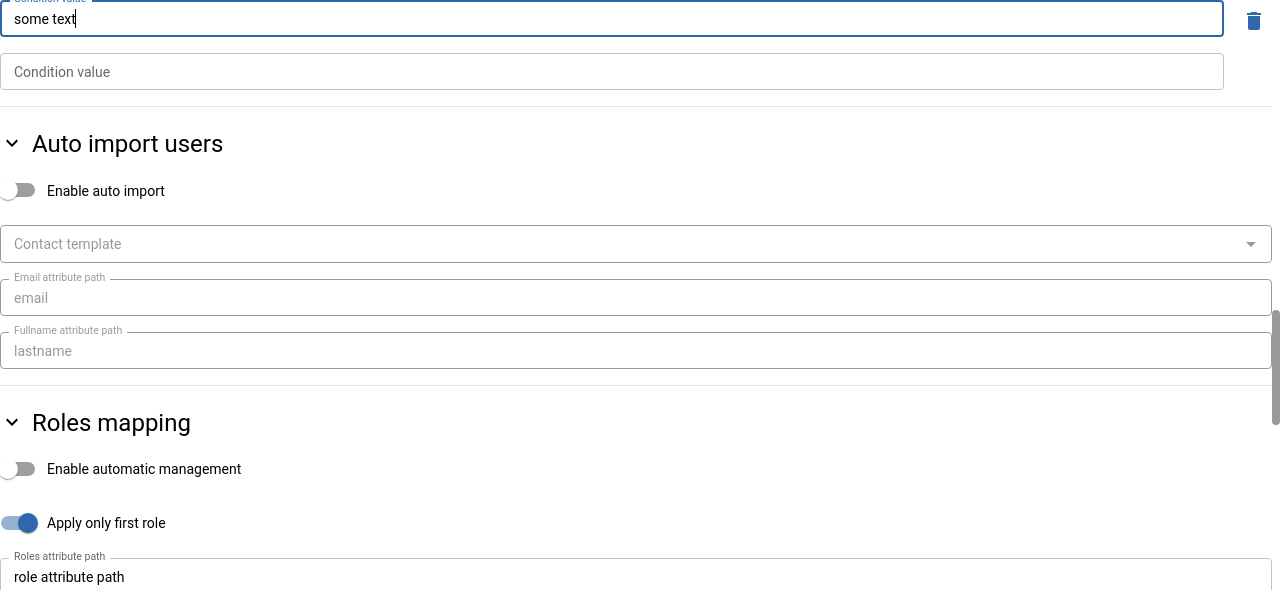 Condition value
some text
Condition value
Auto import users
Enable auto import
Contact template
Email attribute path
email
Fullname attribute path
lastname
Roles mapping
Enable automatic management
Apply only first role
Roles attribute path
role attribute path